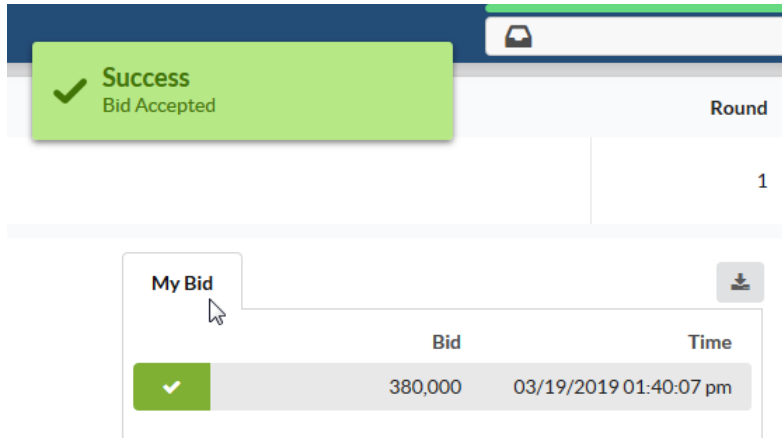 Success
Bid Accepted
Round
1
My Bid
Bid Time
380,000 03/19/2019 01:40:07 pm